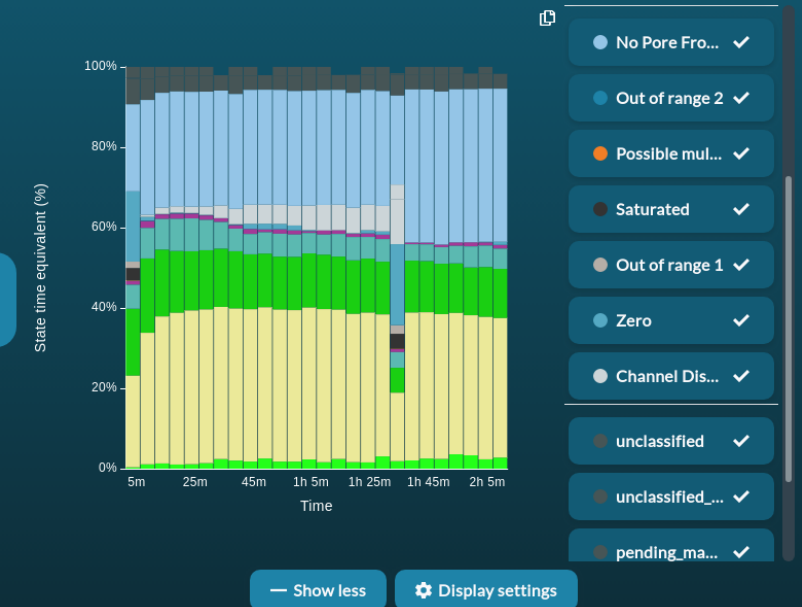 No Pore Fro...
Out of range 2
Possible mul...
Saturated
Out of range 1
Zero
Channel Dis...
unclassified
unclassified_...
pending_ma...
State time equivalent (%)
100%
80%
60%
40%
20%
0%
5m 25m 45m 1h 5m 1h 25m 1h 45m 2h 5m
Time
Show less
Display settings